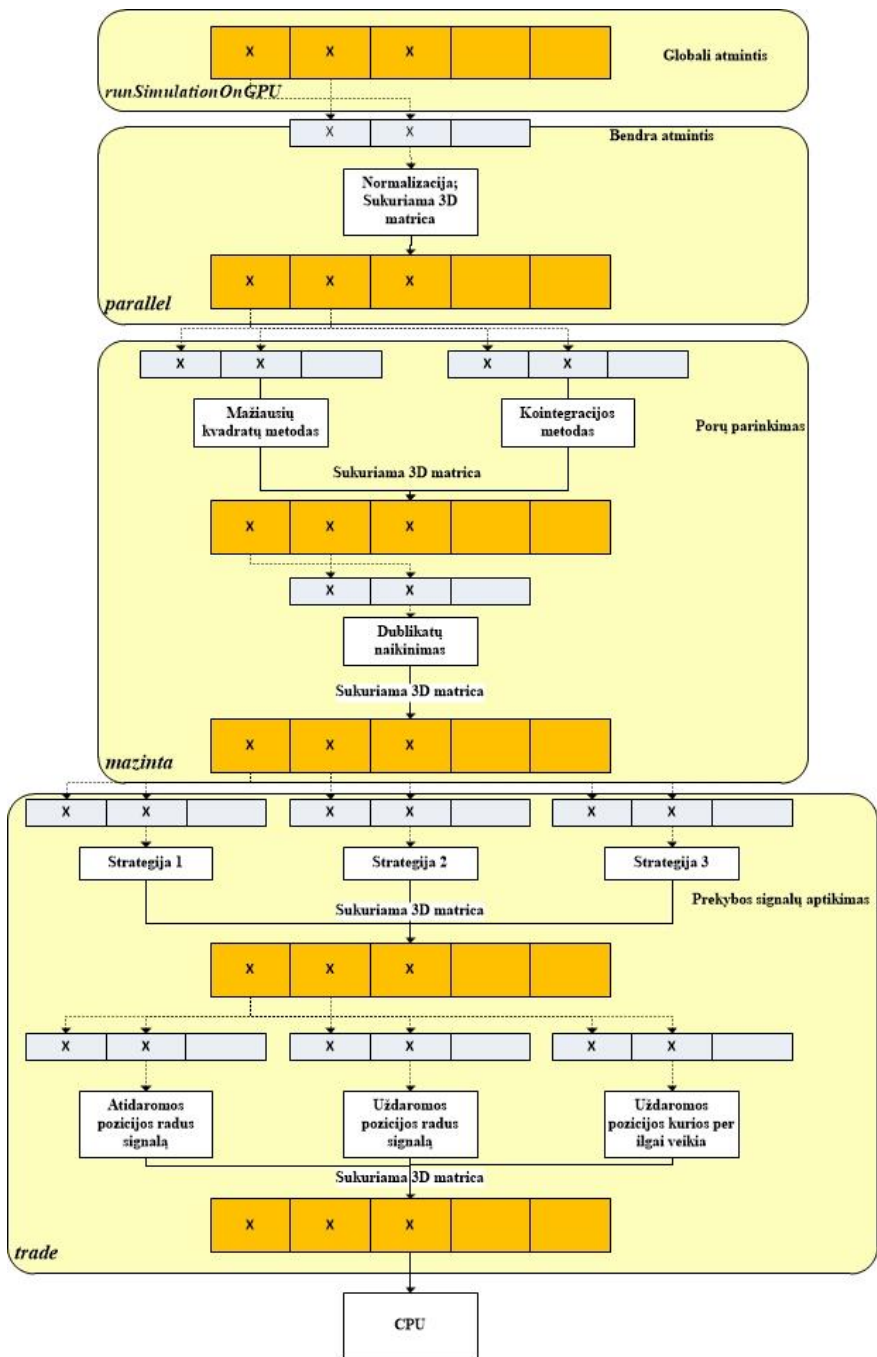 X X X
Globali atmintis
runSimulationOnGPU
X X
Bendra atmintis
Normalizacija;
Sukuriama 3D
matrica
X X X
parallel
X X X X
Mažiausių
kvadratų metodas
Kointegracijos
metodas
Porų parinkimas
Sukuriama 3D matrica
X X X
X X
Dublikatų
naikinimas
Sukuriama 3D matrica
X X X
mazinta
X X X X X X
Strategija 1 Strategija 2 Strategija 3
Prekybos signalų aptikimas
Sukuriama 3D matrica
X X X
X X X X X X
Atidaromos
pozicijos radus
signalą
Uždaromos
pozicijos radus
signalą
Uždaromos
pozicijos kurios per
ilgai veikia
Sukuriama 3D matrica
X X X
trade
CPU